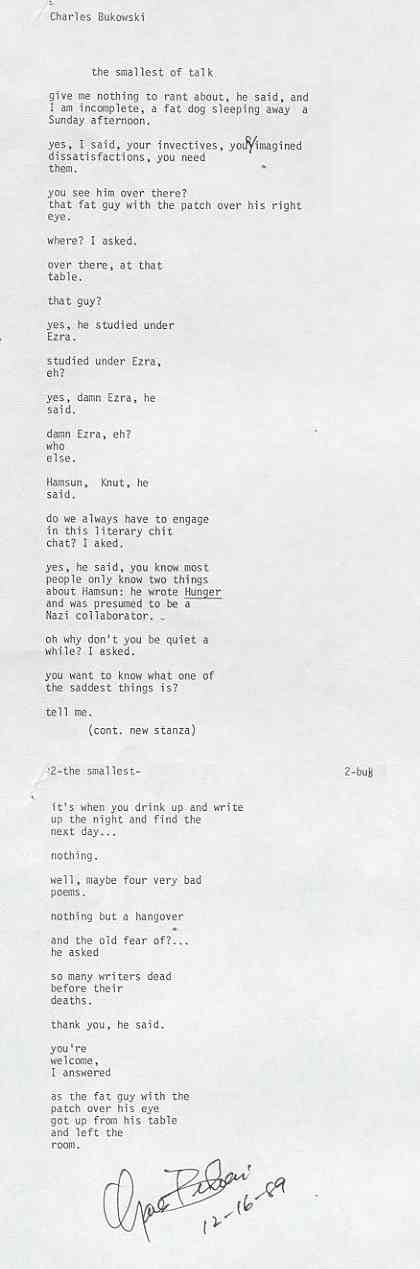 Charles Bukowski
the smallest of talk
give me nothing to rant about, he said, and
I am incomplete, a fat dog sleeping away a
Sunday afternoon.
yes, I said, your invectives, your imagined
dissatisfactions, you need
them.
you see him over there?
that fat guy with the patch over his right
eye.
where? I asked.
over there, at that
table.
that guy?
yes, he studied under
Ezra.
studied under Ezra,
eh?
yes, damn Ezra, he
said.
damn Ezra, eh?
who
else.
Hamsun, Knut, he
said.
do we always have to engage
in this literary chit
chat? I aked.
yes, he said, you know most
people only know two things
about Hamsun: he wrote Hunger
and was presumed to be a
Nazi collaborator.
oh why don't you be quiet a
while? I asked.
you want to know what one of
the saddest things is?
tell me.
(cont. new stanza)
2-the smallest-
2-buk
it's when you drink up and write
up the night and find the
next day...
nothing.
well, maybe four very bad
poems.
nothing but a hangover
and the old fear of?...
he asked
so many writers dead
before their
deaths.
thank you, he said.
you're
welcome,
I answered
as the fat guy with the
patch over his eye
got up from his table
and left the
room.
12-16-89